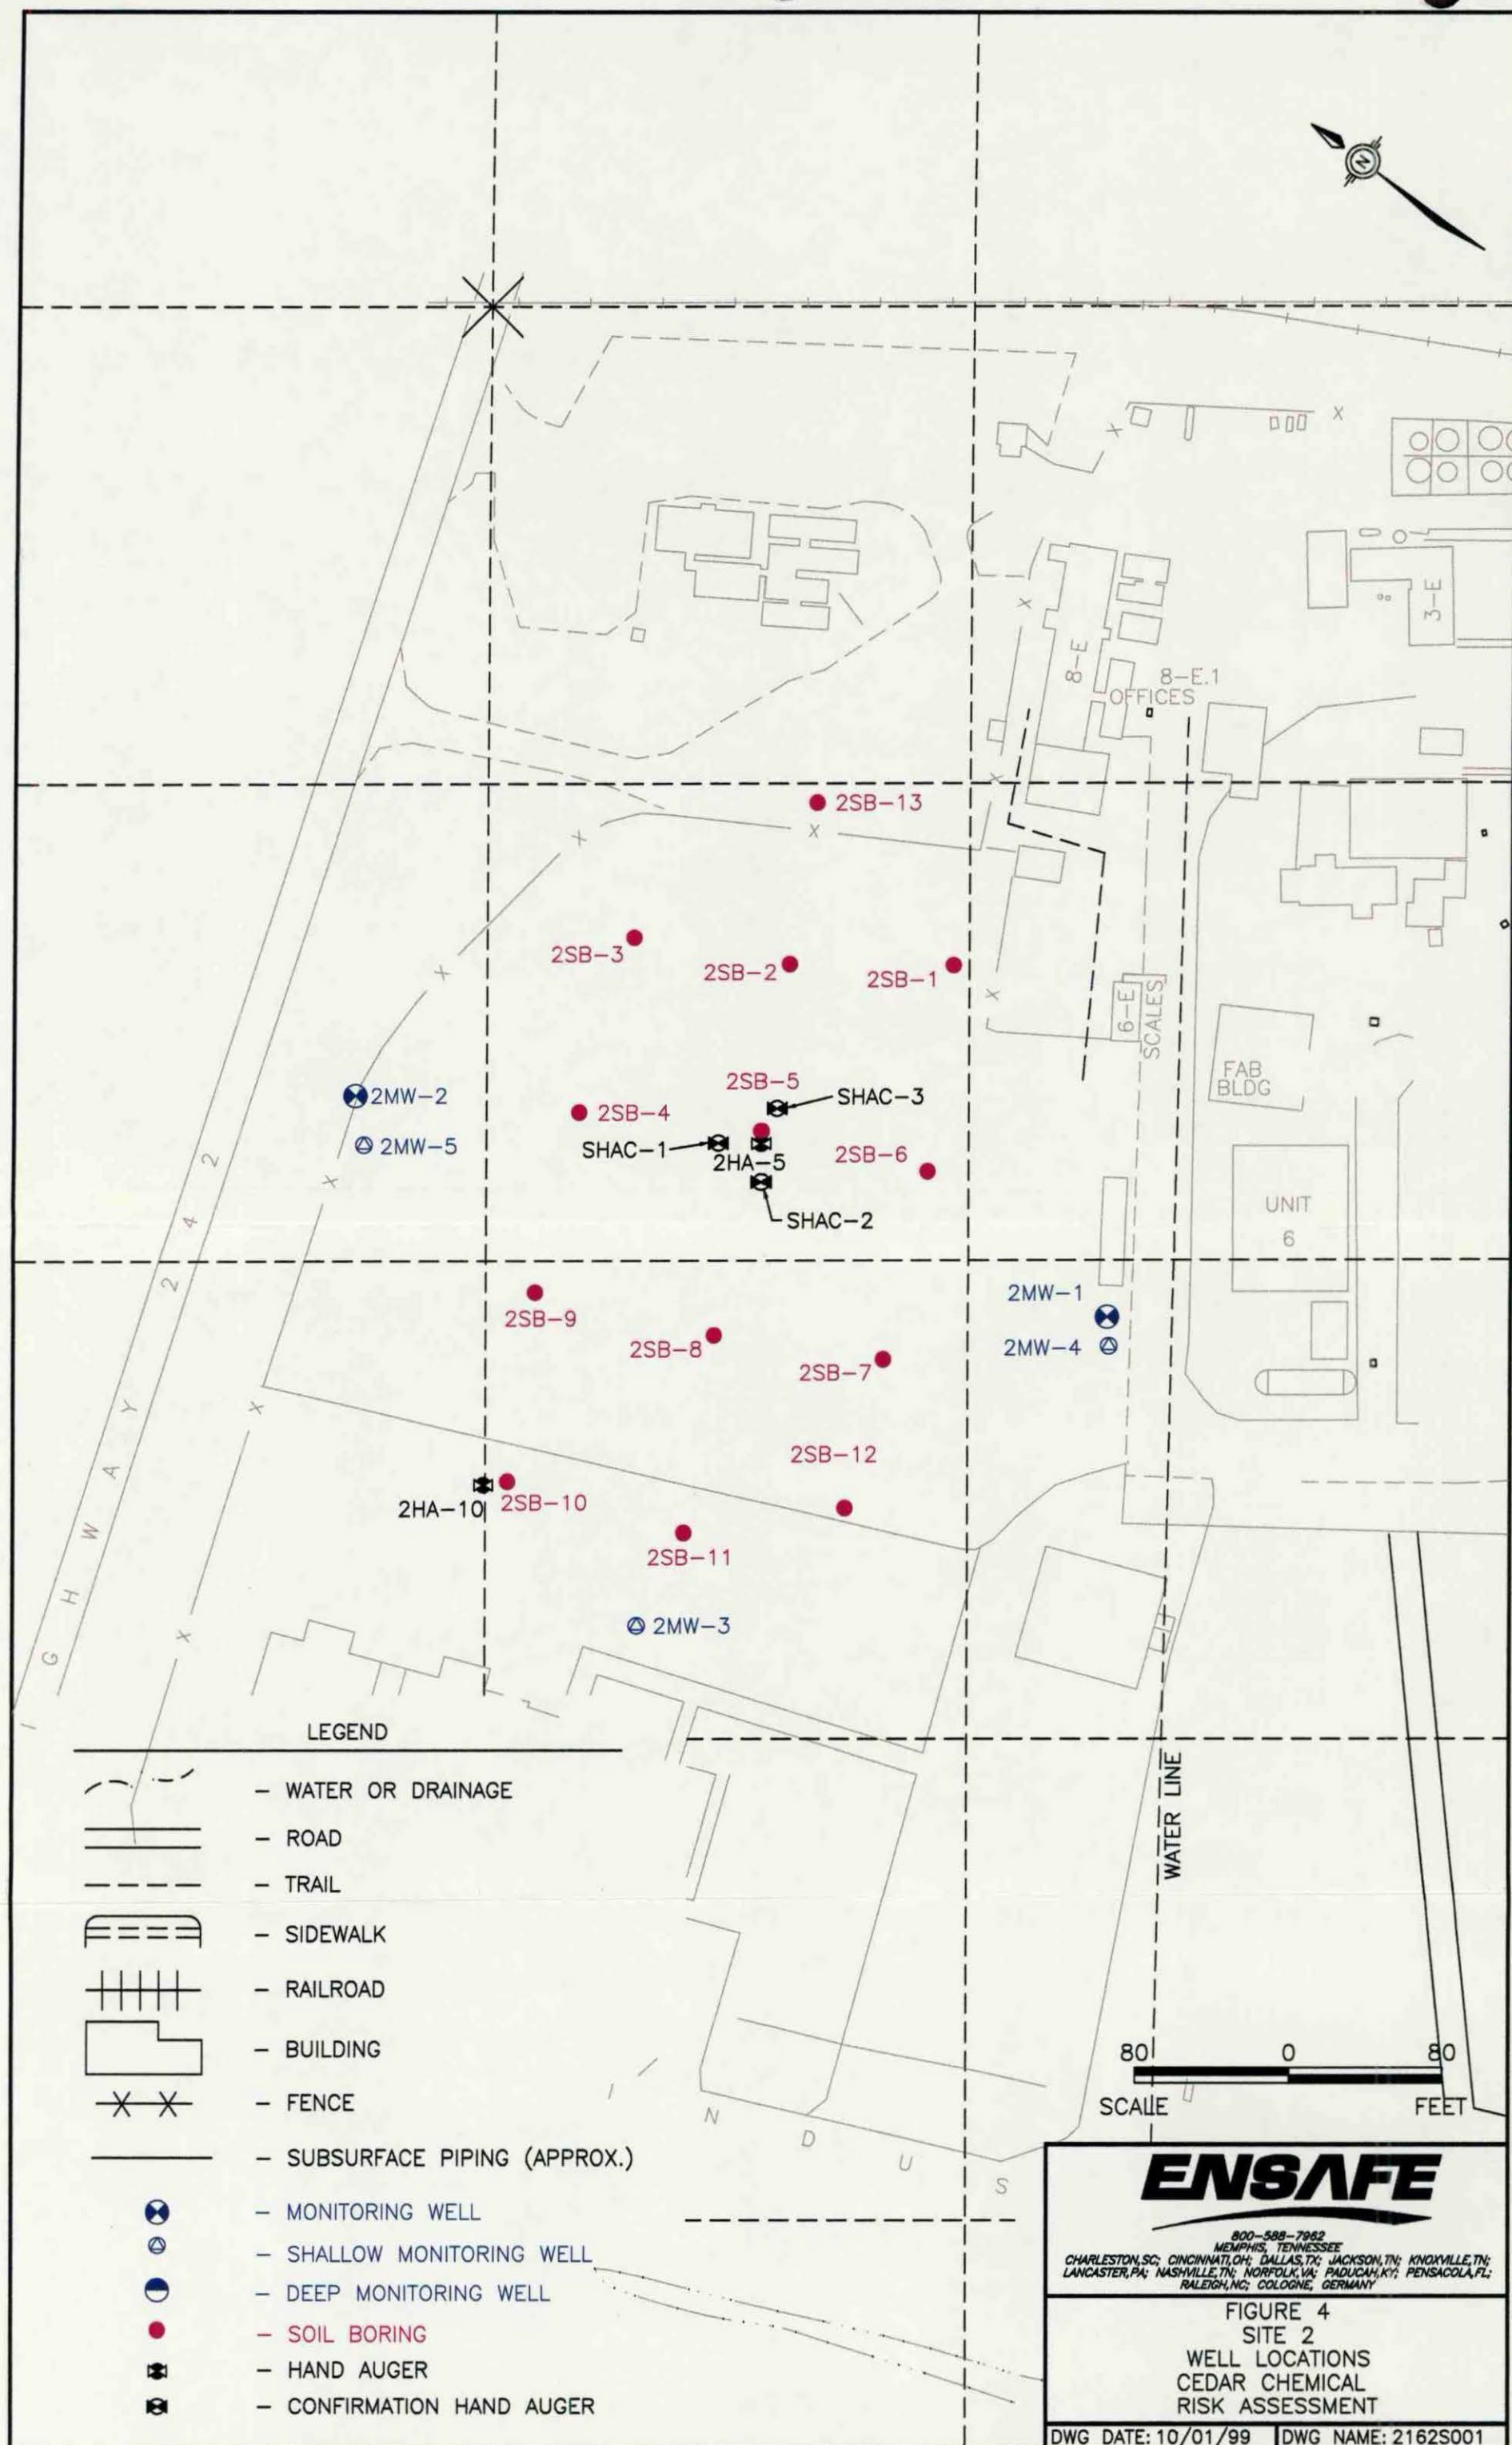 N
X
X
X
3-E
8-E
8-E.1
OFFICES
X
X
2SB-13
X
X
2SB-3
2SB-2
2SB-1
X
X
6-E
SCALES
FAB
BLDG
2SB-5
2MW-2
2SB-4
SHAC-3
2MW-5
SHAC-1
2HA-5
2SB-6
X
SHAC-2
UNIT
6
2MW-1
2MW-4
2SB-9
2SB-8
2SB-7
X
2SB-12
2HA-10
2SB-10
2SB-11
2MW-3
X
I G H W A Y 2 4 2
WATER LINE
LEGEND
- WATER OR DRAINAGE
- ROAD
- TRAIL
- SIDEWALK
- RAILROAD
- BUILDING
- FENCE
- SUBSURFACE PIPING (APPROX.)
- MONITORING WELL
- SHALLOW MONITORING WELL
- DEEP MONITORING WELL
- SOIL BORING
- HAND AUGER
- CONFIRMATION HAND AUGER
I N D U S
80 0 80
SCALE FEET
ENSAFE
800-588-7962
MEMPHIS, TENNESSEE
CHARLESTON,SC; CINCINNATI,OH; DALLAS,TX; JACKSON,TN; KNOXVILLE,TN;
LANCASTER,PA; NASHVILLE,TN; NORFOLK,VA; PADUCAH,KY; PENSACOLA,FL;
RALEIGH,NC; COLOGNE, GERMANY
FIGURE 4
SITE 2
WELL LOCATIONS
CEDAR CHEMICAL
RISK ASSESSMENT
DWG DATE: 10/01/99
DWG NAME: 2162S001